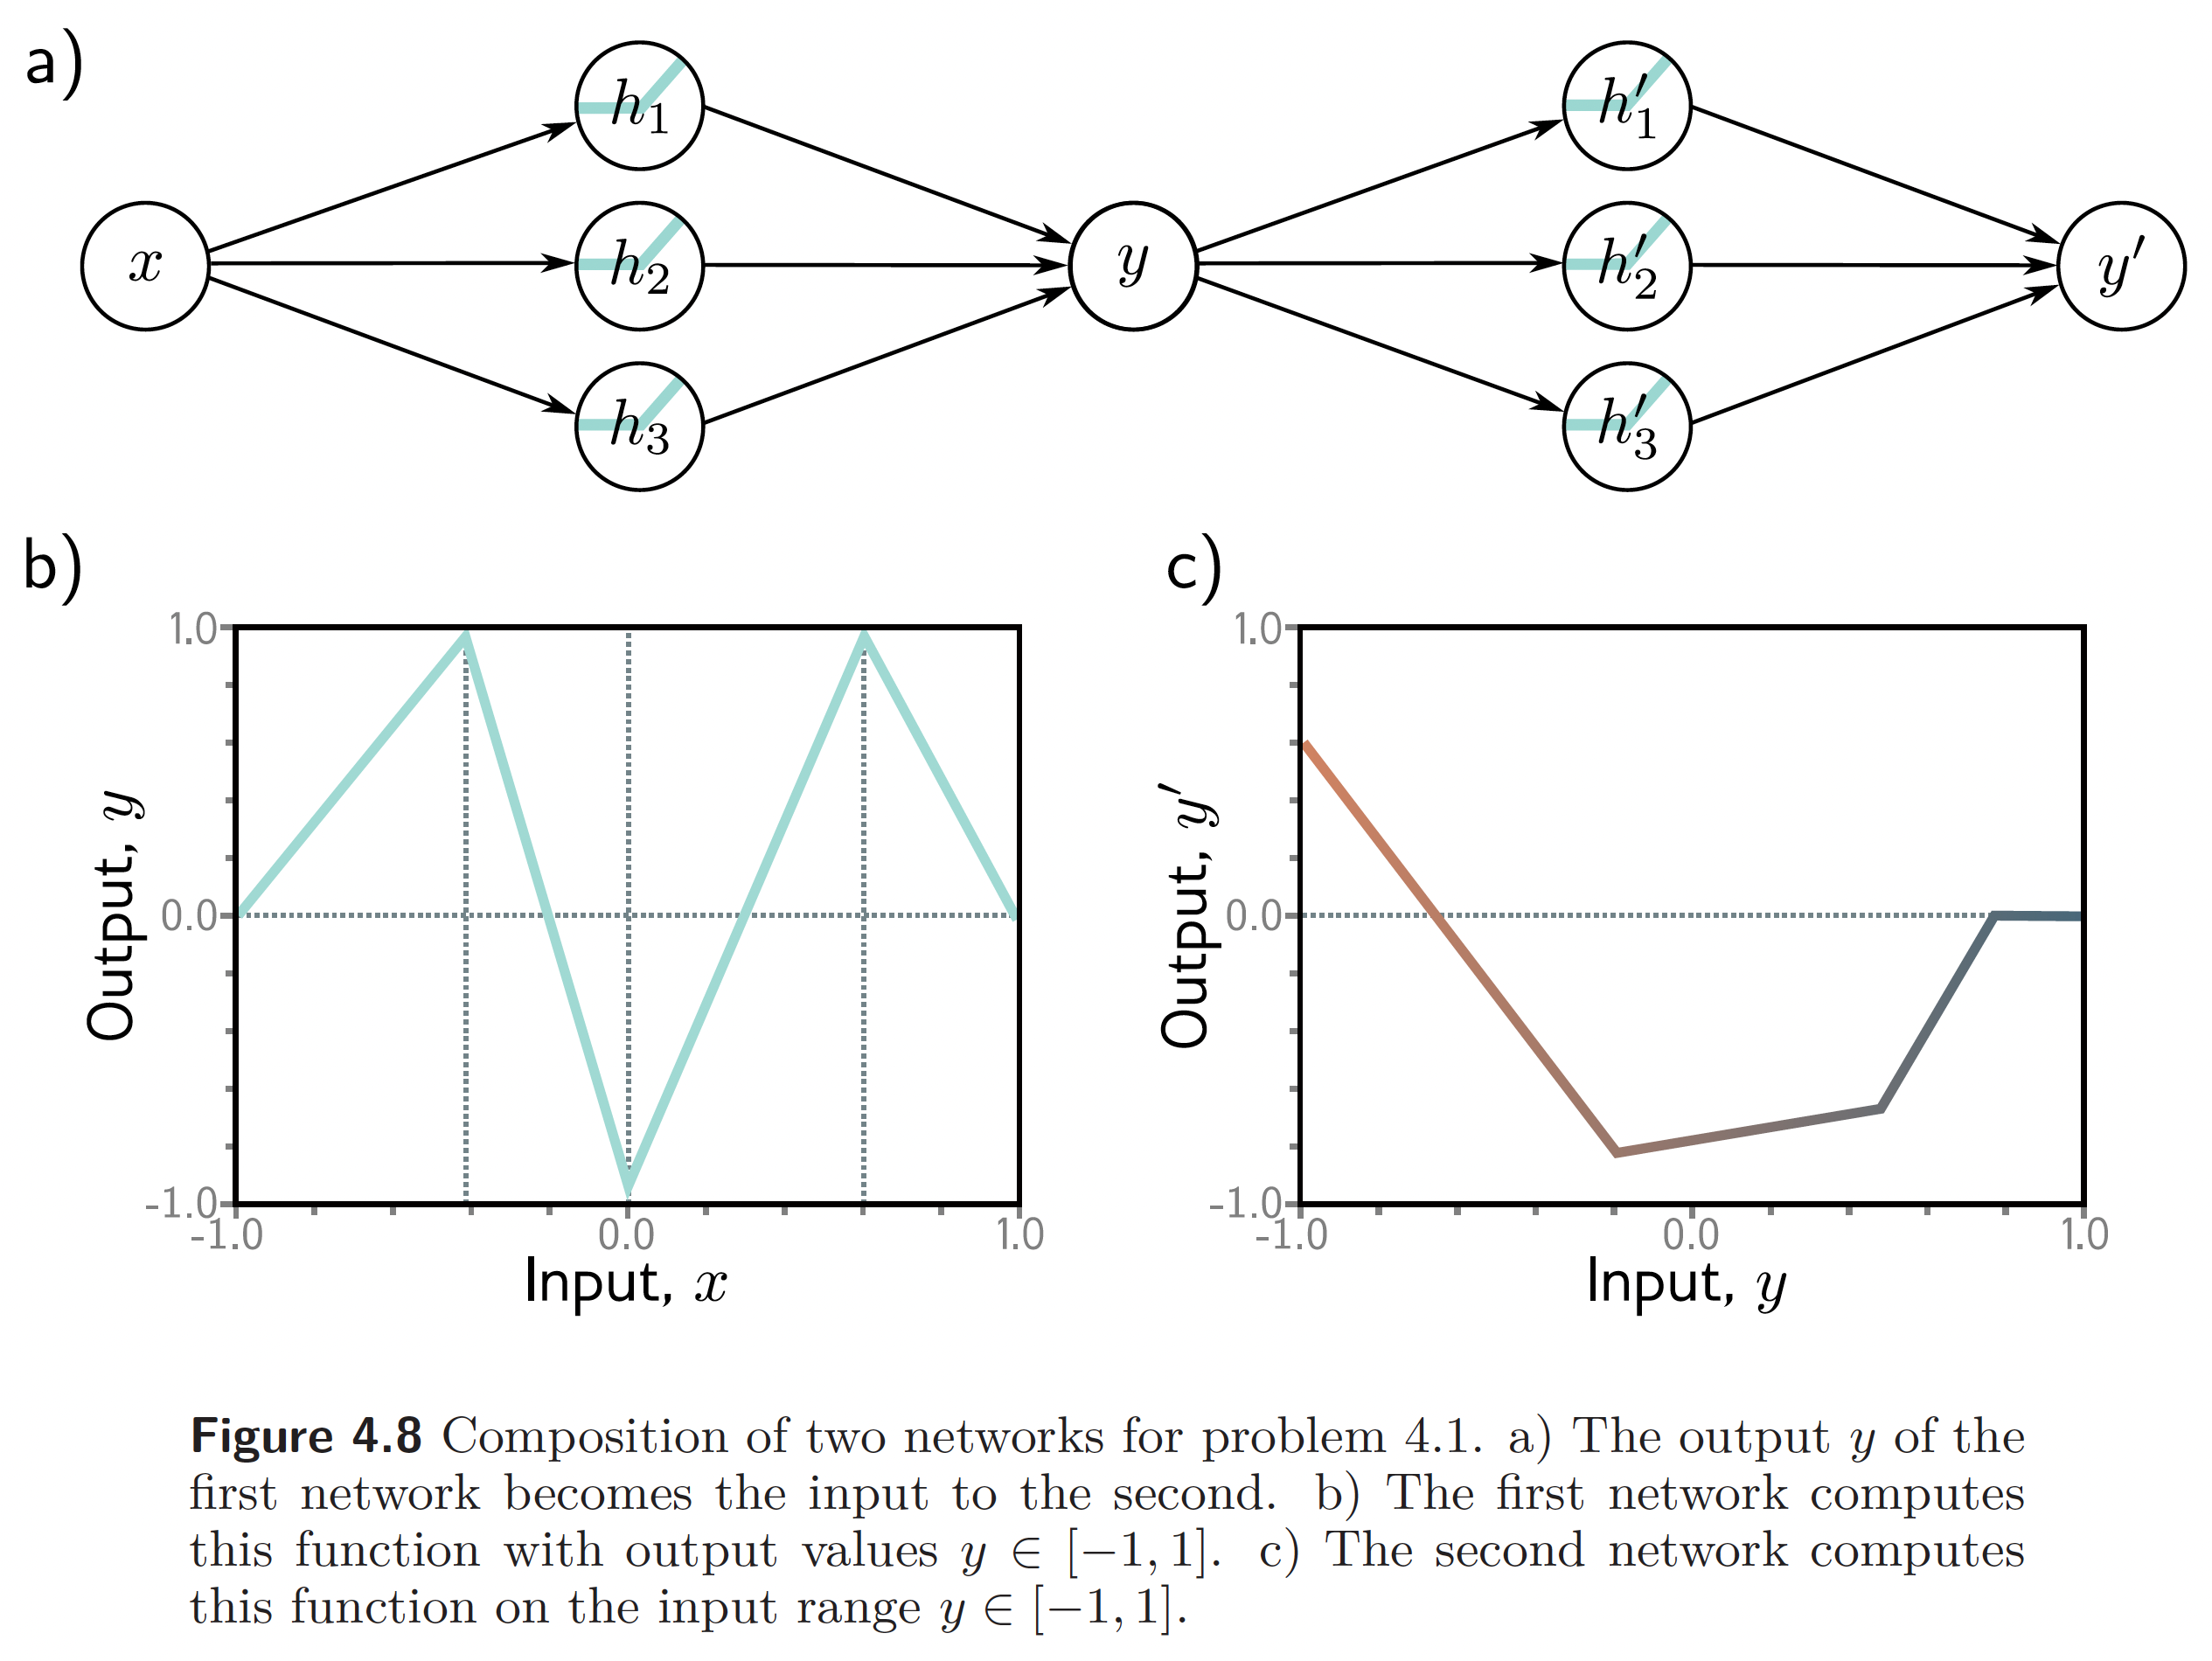 a)
h₁
h′₁
x
h₂
y
h′₂
y′
h₃
h′₃
b)
1.0
0.0
-1.0
Output, y
-1.0 0.0 1.0
Input, x
c)
1.0
0.0
-1.0
Output, y′
-1.0 0.0 1.0
Input, y
Figure 4.8 Composition of two networks for problem 4.1. a) The output y of the
first network becomes the input to the second. b) The first network computes
this function with output values y ∈ [−1, 1]. c) The second network computes
this function on the input range y ∈ [−1, 1].